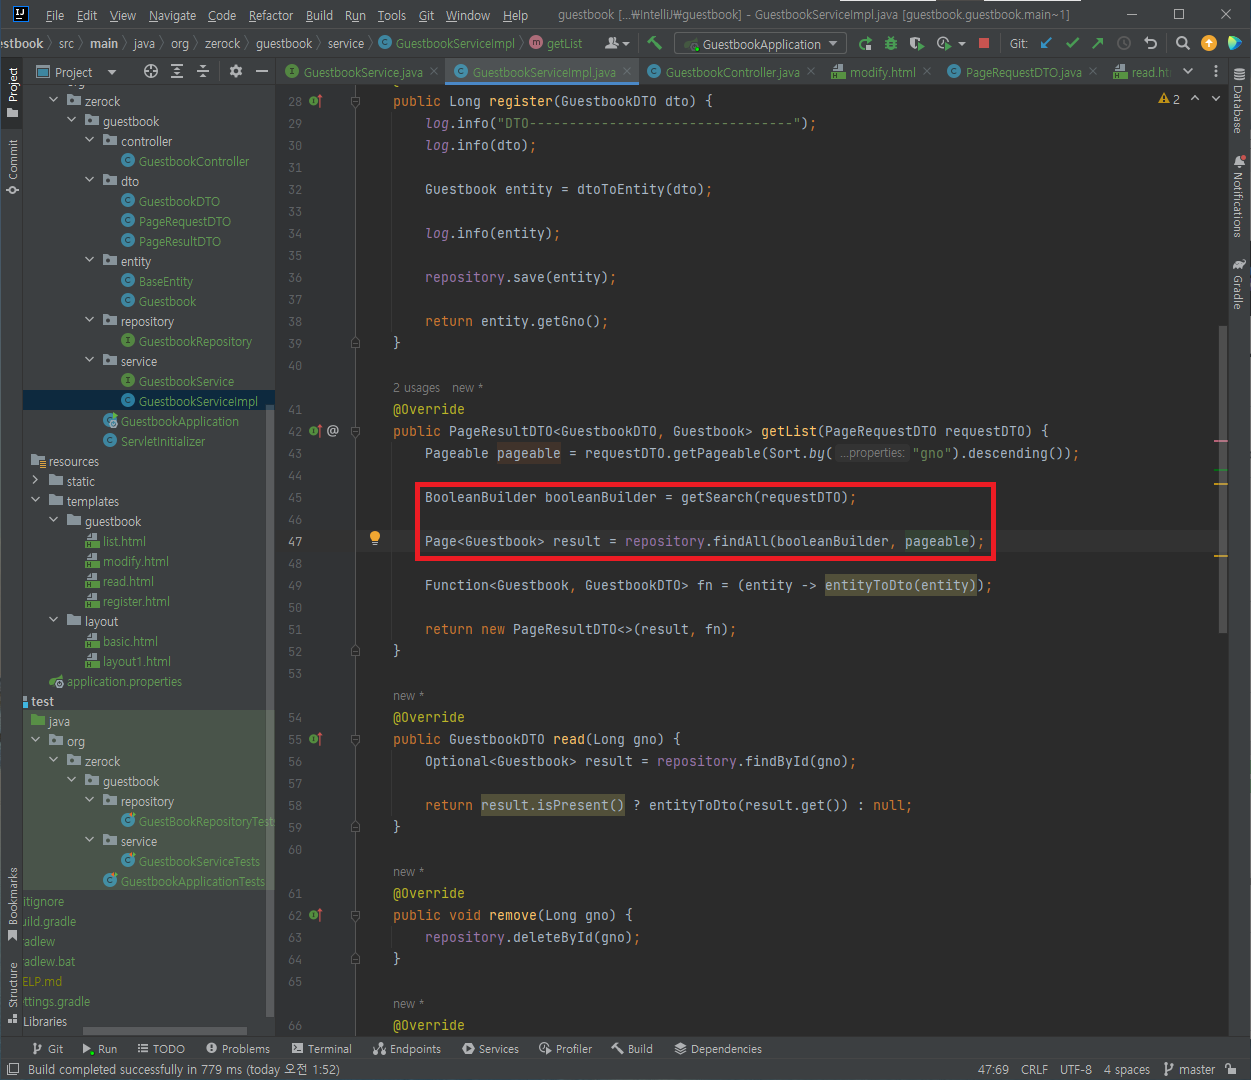 File Edit View Navigate Code Refactor Build Run Tools Git Window Help guestbook [...₩IntelliJ₩guestbook] - GuestbookServiceImpl.java [guestbook.guestbook.main~1]
estbook src main java org zerock guestbook service GuestbookServiceImpl getList GuestbookApplication Git:
Project GuestbookService.java GuestbookServiceImpl.java GuestbookController.java modify.html PageRequestDTO.java read.ht
zerock
guestbook
controller
GuestbookController
dto
GuestbookDTO
PageRequestDTO
PageResultDTO
entity
BaseEntity
Guestbook
repository
GuestbookRepository
service
GuestbookService
GuestbookServiceImpl
GuestbookApplication
ServletInitializer
resources
static
templates
guestbook
list.html
modify.html
read.html
register.html
layout
basic.html
layout1.html
application.properties
test
java
org
zerock
guestbook
repository
GuestBookRepositoryTests
service
GuestbookServiceTests
GuestbookApplicationTests
itignore
uild.gradle
radlew
radlew.bat
ELP.md
ettings.gradle
Libraries
Project
Commit
Bookmarks
Structure
28 public Long register(GuestbookDTO dto) {
29 log.info("DTO---------------------------------");
30 log.info(dto);
31
32 Guestbook entity = dtoToEntity(dto);
33
34 log.info(entity);
35
36 repository.save(entity);
37
38 return entity.getGno();
39 }
40
2 usages new *
41 @Override
42 @ public PageResultDTO<GuestbookDTO, Guestbook> getList(PageRequestDTO requestDTO) {
43 Pageable pageable = requestDTO.getPageable(Sort.by( ...properties: "gno").descending());
44
45 BooleanBuilder booleanBuilder = getSearch(requestDTO);
46
47 Page<Guestbook> result = repository.findAll(booleanBuilder, pageable);
48
49 Function<Guestbook, GuestbookDTO> fn = (entity -> entityToDto(entity));
50
51 return new PageResultDTO<>(result, fn);
52 }
53
new *
54 @Override
55 public GuestbookDTO read(Long gno) {
56 Optional<Guestbook> result = repository.findById(gno);
57
58 return result.isPresent() ? entityToDto(result.get()) : null;
59 }
60
new *
61 @Override
62 public void remove(Long gno) {
63 repository.deleteById(gno);
64 }
65
new *
66 @Override
2
Database
Notifications
Gradle
Git Run TODO Problems Terminal Endpoints Services Profiler Build Dependencies
Build completed successfully in 779 ms (today 오전 1:52) 47:69 CRLF UTF-8 4 spaces master